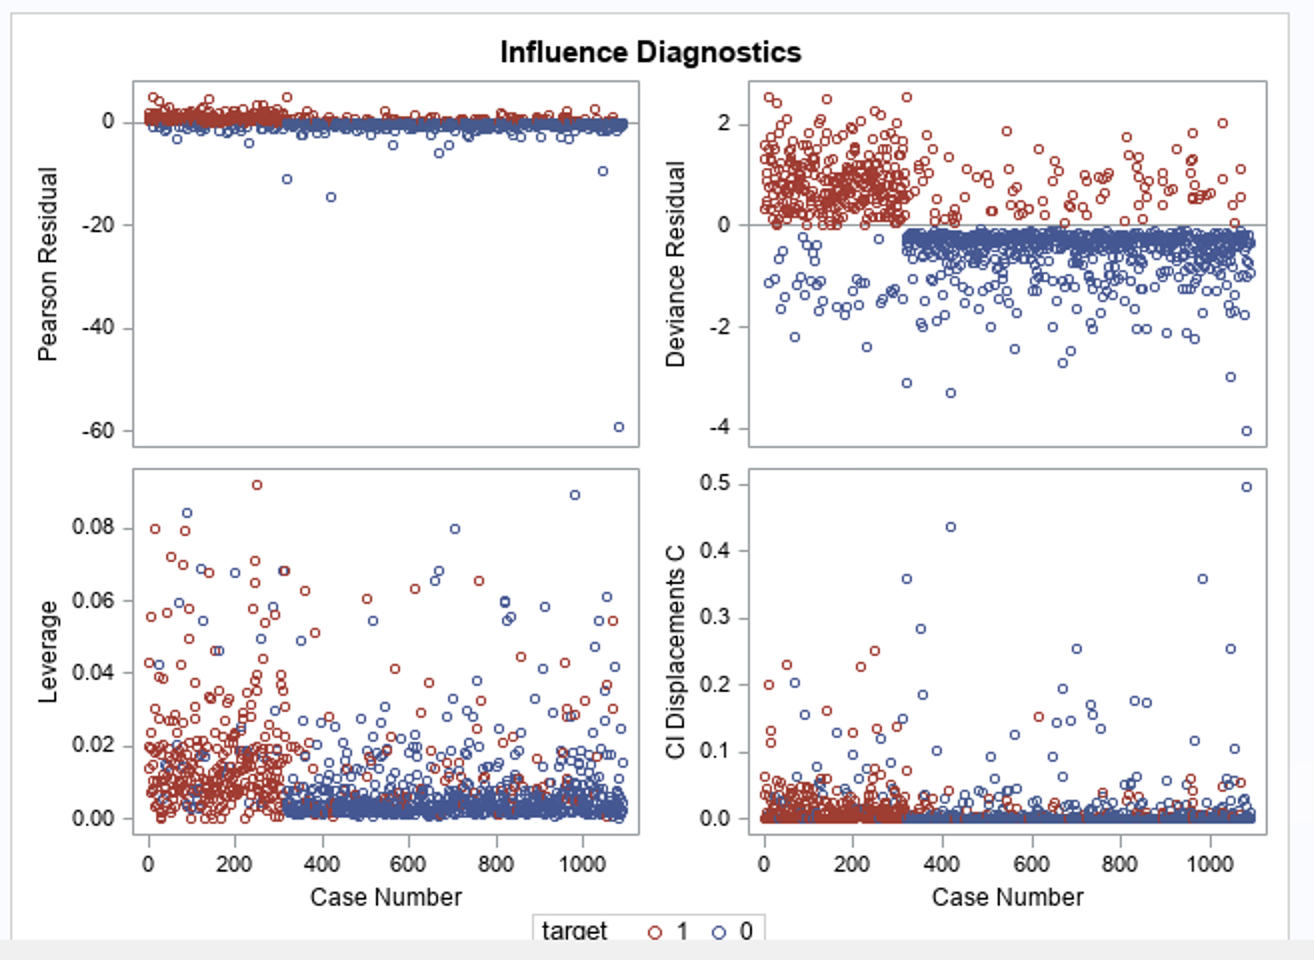 Influence Diagnostics
Pearson Residual
0
-20
-40
-60
Deviance Residual
2
0
-2
-4
Leverage
0.08
0.06
0.04
0.02
0.00
0 200 400 600 800 1000
Case Number
CI Displacements C
0.5
0.4
0.3
0.2
0.1
0.0
0 200 400 600 800 1000
Case Number
target 1 0